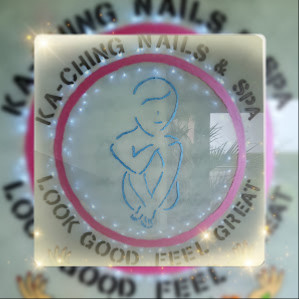 KA-CHING NAILS & SPA
LOOK GOOD FEEL GREAT